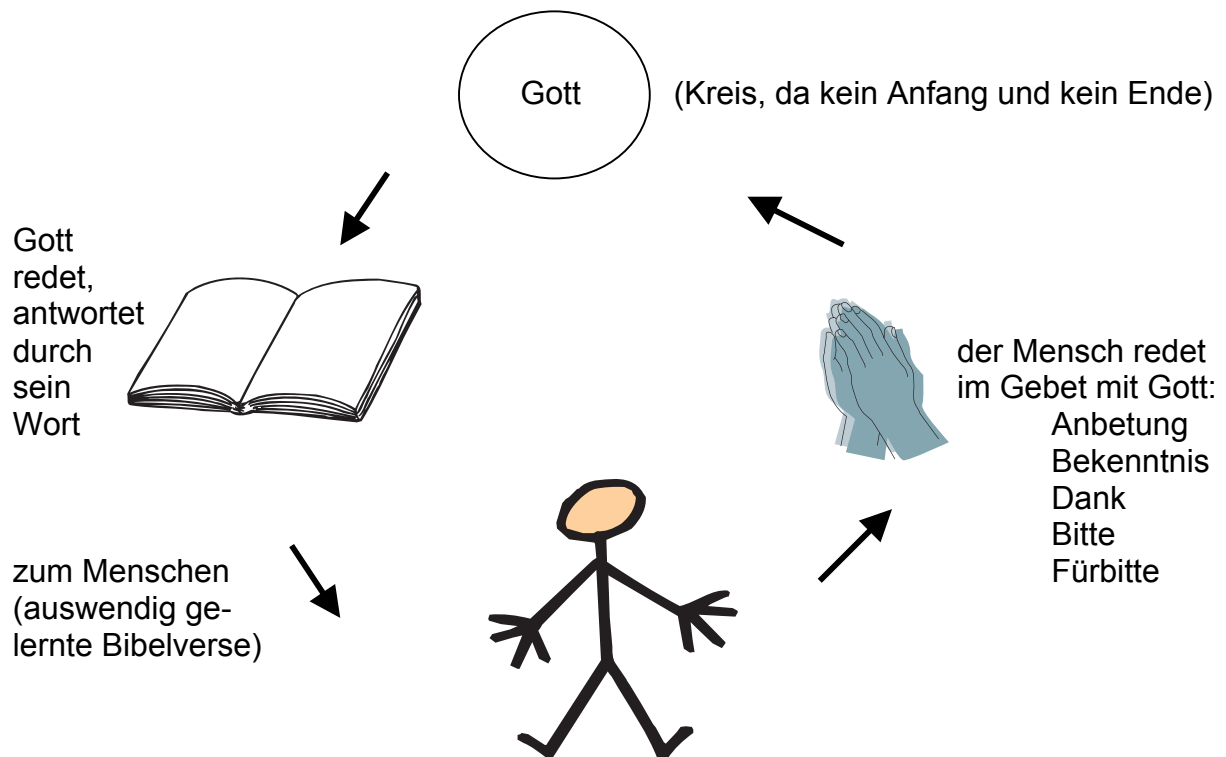 Gott
(Kreis, da kein Anfang und kein Ende)
Gott
redet,
antwortet
durch
sein
Wort
der Mensch redet
im Gebet mit Gott:
Anbetung
Bekenntnis
Dank
Bitte
Fürbitte
zum Menschen
(auswendig ge-
lernte Bibelverse)